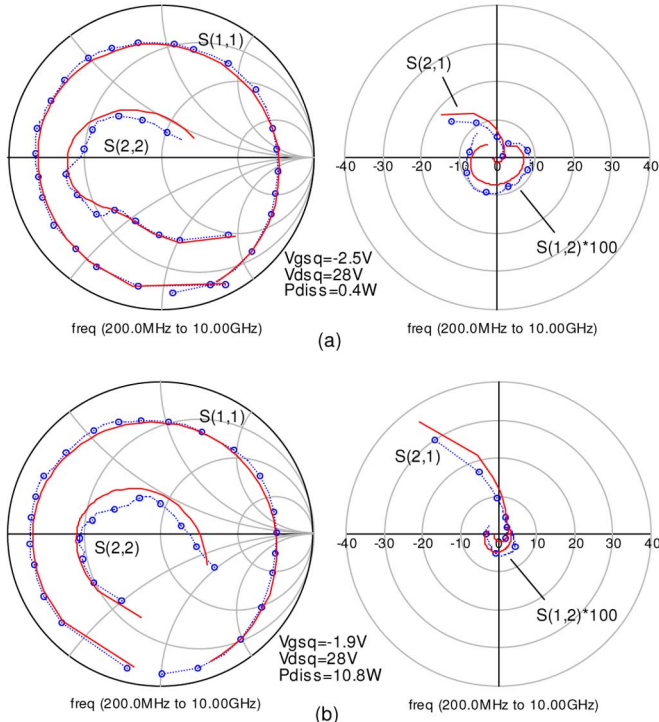 S(1,1)
S(2,2)
S(2,1)
-40 -30 -20 -10 0 10 20 30 40
S(1,2)*100
Vgsq=-2.5V
Vdsq=28V
Pdiss=0.4W
freq (200.0MHz to 10.00GHz)
freq (200.0MHz to 10.00GHz)
(a)
S(1,1)
S(2,2)
S(2,1)
-40 -30 -20 -10 0 10 20 30 40
S(1,2)*100
Vgsq=-1.9V
Vdsq=28V
Pdiss=10.8W
freq (200.0MHz to 10.00GHz)
freq (200.0MHz to 10.00GHz)
(b)